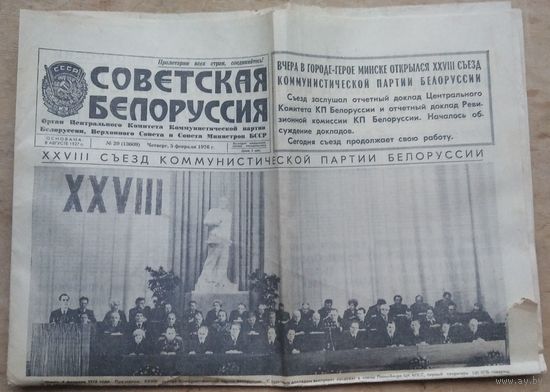 Пролетарии всех стран, соединяйтесь!
СССР
СОВЕТСКАЯ
БЕЛОРУССИЯ
Орган Центрального Комитета Коммунистической партии
Белоруссии, Верховного Совета и Совета Министров БССР
ОСНОВАНА
В АВГУСТЕ 1927 г.
Четверг, 5 февраля 1976 г.
ВЧЕРА В ГОРОДЕ-ГЕРОЕ МИНСКЕ ОТКРЫЛСЯ XXVIII СЪЕЗД
КОММУНИСТИЧЕСКОЙ ПАРТИИ БЕЛОРУССИИ
Съезд заслушал отчетный доклад Центрального
Комитета КП Белоруссии и отчетный доклад Реви-
зионной комиссии КП Белоруссии. Началось об-
суждение докладов.
Сегодня съезд продолжает свою работу.
XXVIII СЪЕЗД КОММУНИСТИЧЕСКОЙ ПАРТИИ БЕЛОРУССИИ
XXVIII
www.av.by